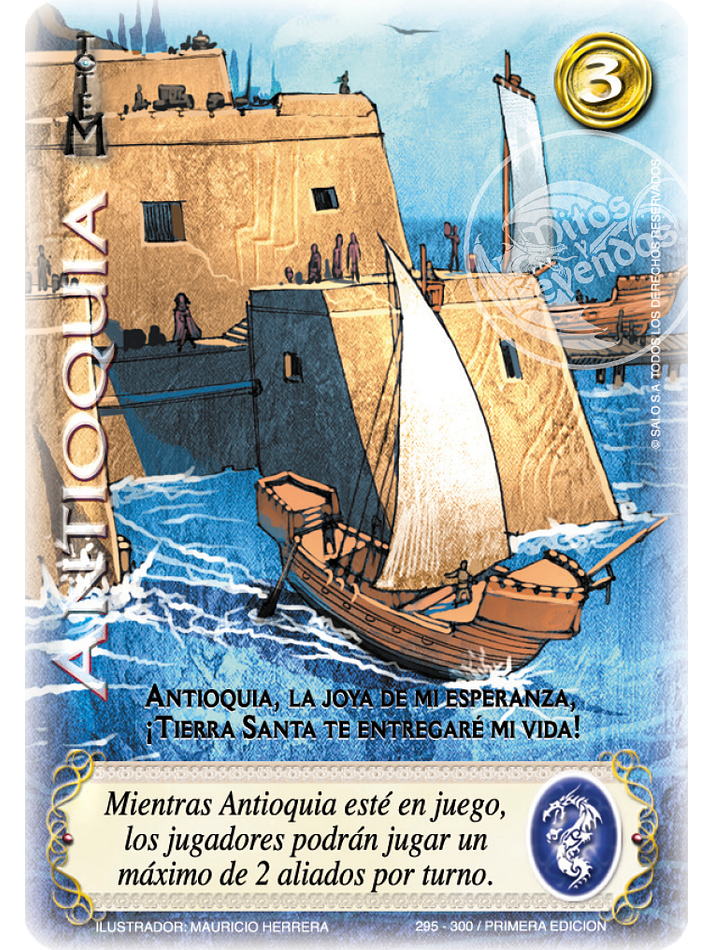 TOTEM
3
ANTIOQUIA
Mitos
y
Leyendas
© SALO S.A. TODOS LOS DERECHOS RESERVADOS
ANTIOQUIA, LA JOYA DE MI ESPERANZA,
¡TIERRA SANTA TE ENTREGARÉ MI VIDA!
Mientras Antioquia esté en juego,
los jugadores podrán jugar un
máximo de 2 aliados por turno.
ILUSTRADOR: MAURICIO HERRERA
295 - 300 / PRIMERA EDICION